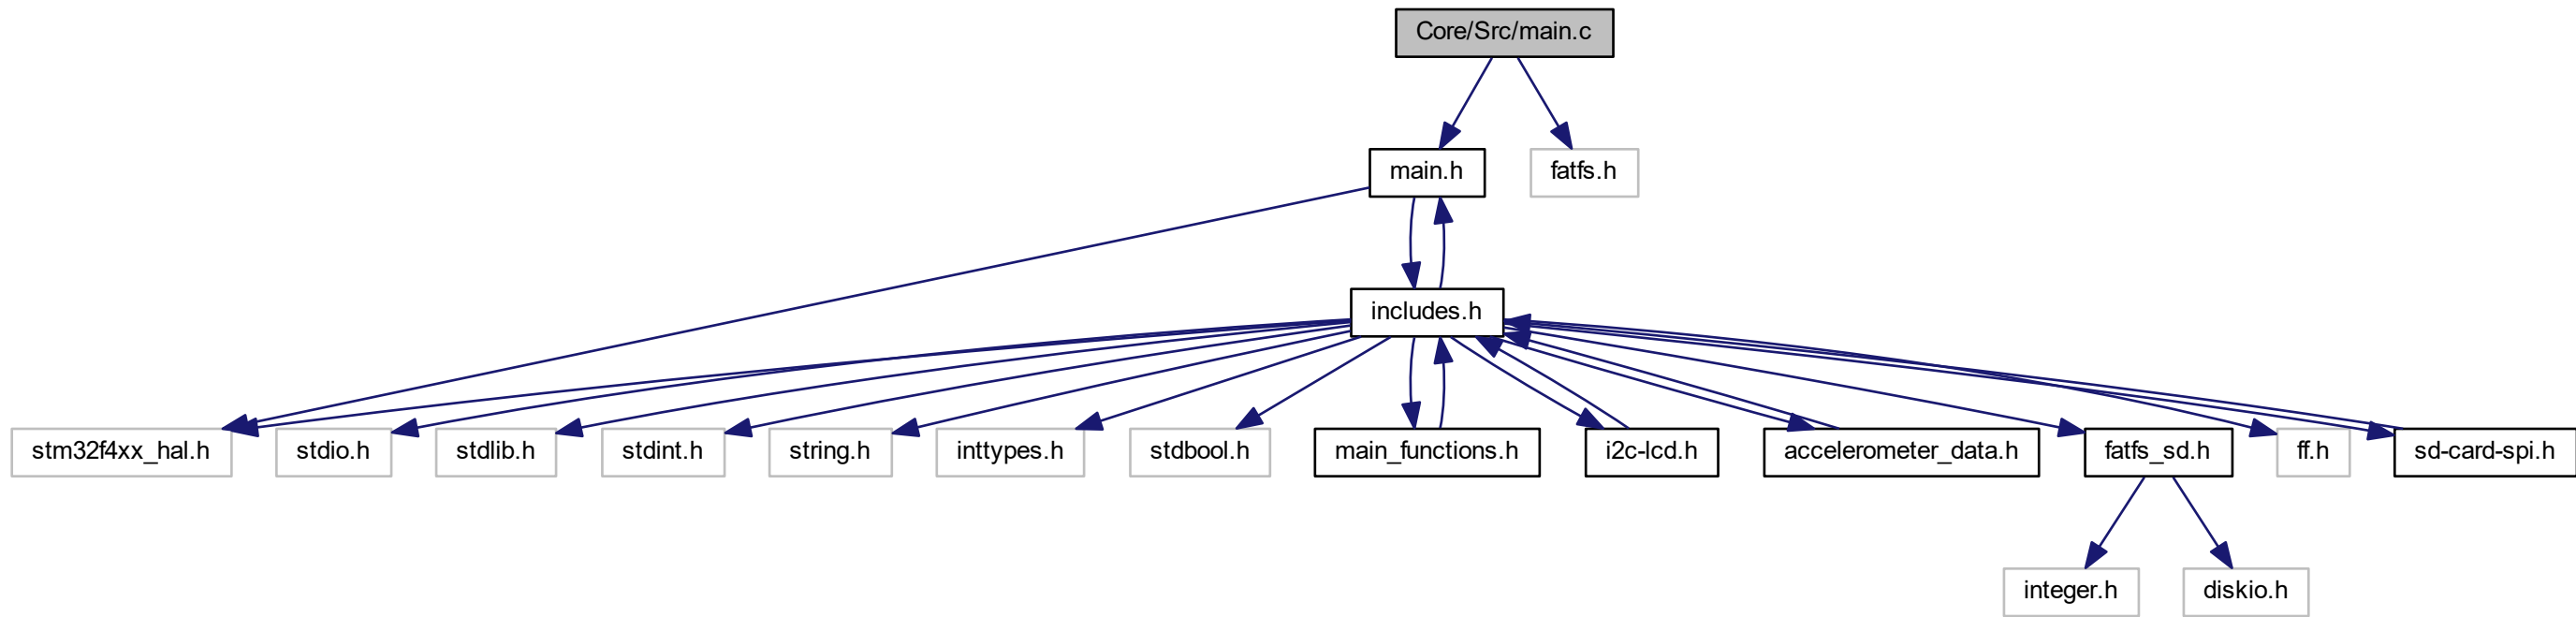 Core/Src/main.c
main.h
fatfs.h
includes.h
stm32f4xx_hal.h
stdio.h
stdlib.h
stdint.h
string.h
inttypes.h
stdbool.h
main_functions.h
i2c-lcd.h
accelerometer_data.h
fatfs_sd.h
ff.h
sd-card-spi.h
integer.h
diskio.h